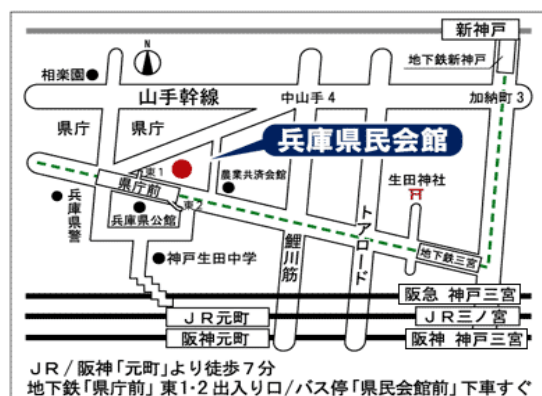 新神戸
N
地下鉄新神戸
相楽園
山手幹線
中山手4
加納町3
県庁
県庁
兵庫県民会館
東1
県庁前
農業共済会館
生田神社
兵庫県公館
東2
兵庫県警
トアロード
鯉川筋
地下鉄三宮
神戸生田中学
阪急 神戸三宮
JR元町
JR三ノ宮
阪神元町
阪神 神戸三宮
JR/阪神「元町」より徒歩7分
地下鉄「県庁前」東1・2出入り口/バス停「県民会館前」下車すぐ